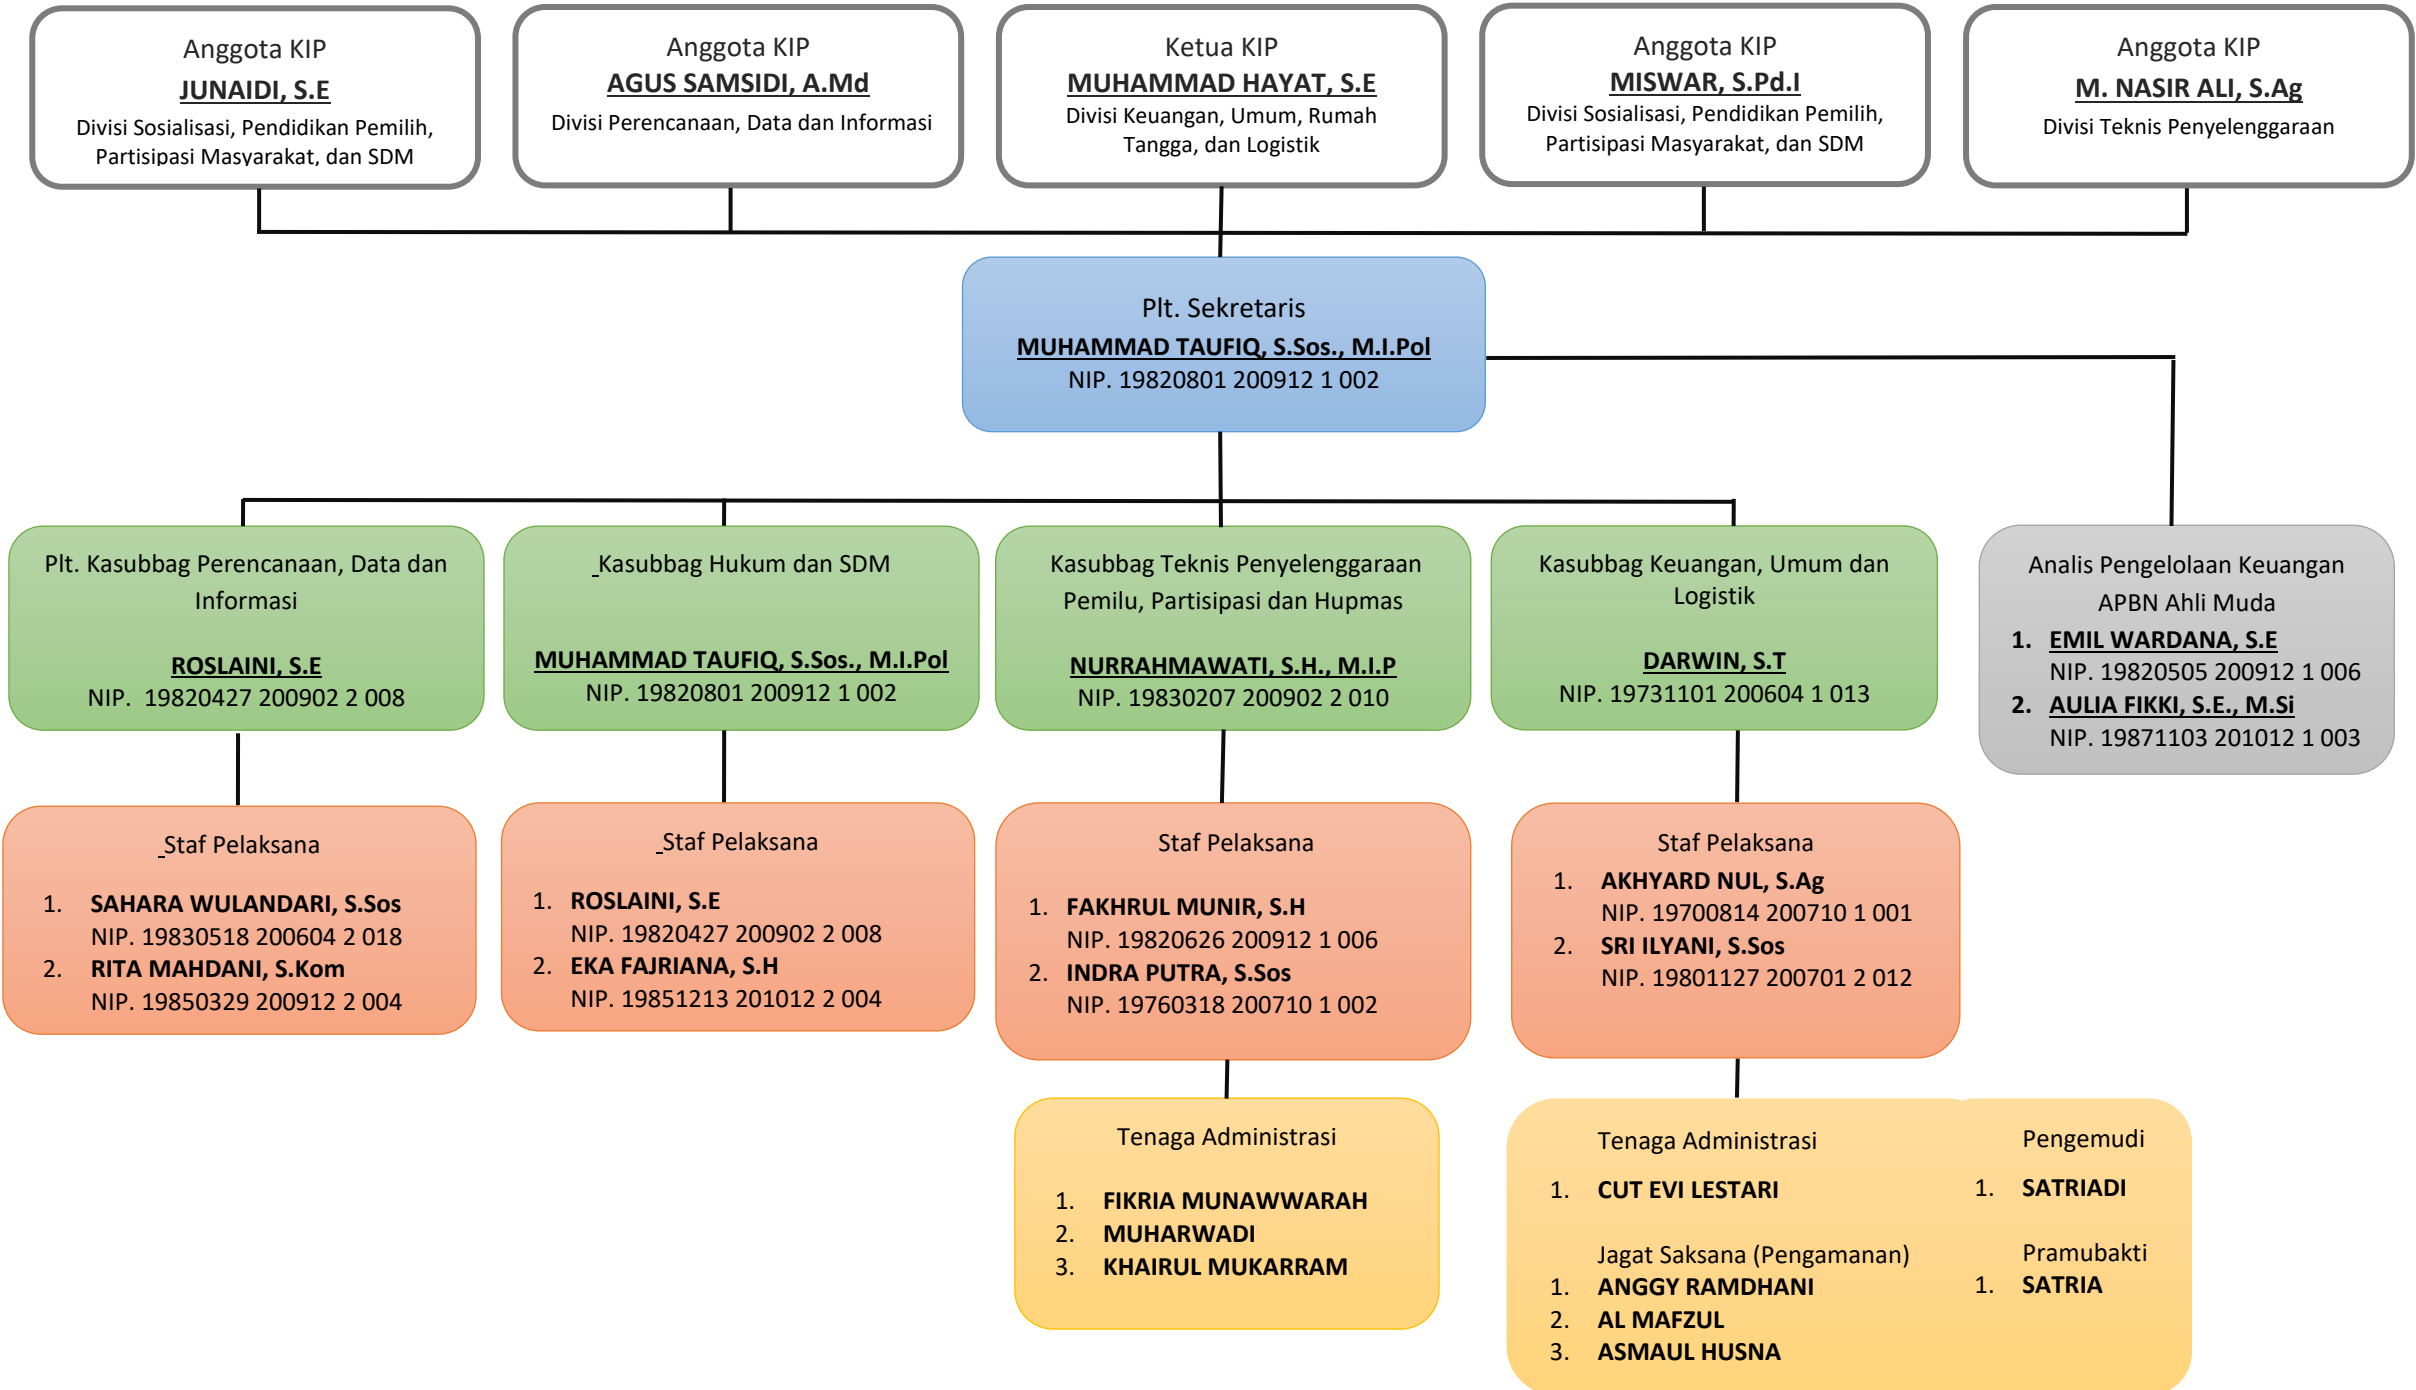 Anggota KIP
JUNAIDI, S.E
Divisi Sosialisasi, Pendidikan Pemilih,
Partisipasi Masyarakat, dan SDM
Anggota KIP
AGUS SAMSIDI, A.Md
Divisi Perencanaan, Data dan Informasi
Ketua KIP
MUHAMMAD HAYAT, S.E
Divisi Keuangan, Umum, Rumah
Tangga, dan Logistik
Anggota KIP
MISWAR, S.Pd.I
Divisi Sosialisasi, Pendidikan Pemilih,
Partisipasi Masyarakat, dan SDM
Anggota KIP
M. NASIR ALI, S.Ag
Divisi Teknis Penyelenggaraan
Plt. Sekretaris
MUHAMMAD TAUFIQ, S.Sos., M.I.Pol
NIP. 19820801 200912 1 002
Plt. Kasubbag Perencanaan, Data dan
Informasi
ROSLAINI, S.E
NIP. 19820427 200902 2 008
Kasubbag Hukum dan SDM
MUHAMMAD TAUFIQ, S.Sos., M.I.Pol
NIP. 19820801 200912 1 002
Kasubbag Teknis Penyelenggaraan
Pemilu, Partisipasi dan Hupmas
NURRAHMAWATI, S.H., M.I.P
NIP. 19830207 200902 2 010
Kasubbag Keuangan, Umum dan
Logistik
DARWIN, S.T
NIP. 19731101 200604 1 013
Analis Pengelolaan Keuangan
APBN Ahli Muda
1. EMIL WARDANA, S.E
NIP. 19820505 200912 1 006
2. AULIA FIKKI, S.E., M.Si
NIP. 19871103 201012 1 003
Staf Pelaksana
1. SAHARA WULANDARI, S.Sos
NIP. 19830518 200604 2 018
2. RITA MAHDANI, S.Kom
NIP. 19850329 200912 2 004
Staf Pelaksana
1. ROSLAINI, S.E
NIP. 19820427 200902 2 008
2. EKA FAJRIANA, S.H
NIP. 19851213 201012 2 004
Staf Pelaksana
1. FAKHRUL MUNIR, S.H
NIP. 19820626 200912 1 006
2. INDRA PUTRA, S.Sos
NIP. 19760318 200710 1 002
Staf Pelaksana
1. AKHYARD NUL, S.Ag
NIP. 19700814 200710 1 001
2. SRI ILYANI, S.Sos
NIP. 19801127 200701 2 012
Tenaga Administrasi
1. FIKRIA MUNAWWARAH
2. MUHARWADI
3. KHAIRUL MUKARRAM
Tenaga Administrasi
1. CUT EVI LESTARI
Jagat Saksana (Pengamanan)
1. ANGGY RAMDHANI
2. AL MAFZUL
3. ASMAUL HUSNA
Pengemudi
1. SATRIADI
Pramubakti
1. SATRIA